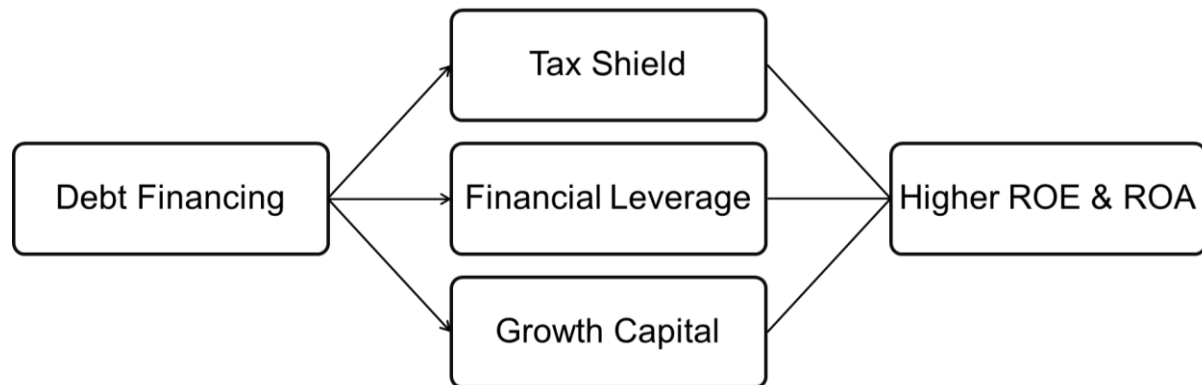 Tax Shield
Debt Financing
Financial Leverage
Higher ROE & ROA
Growth Capital